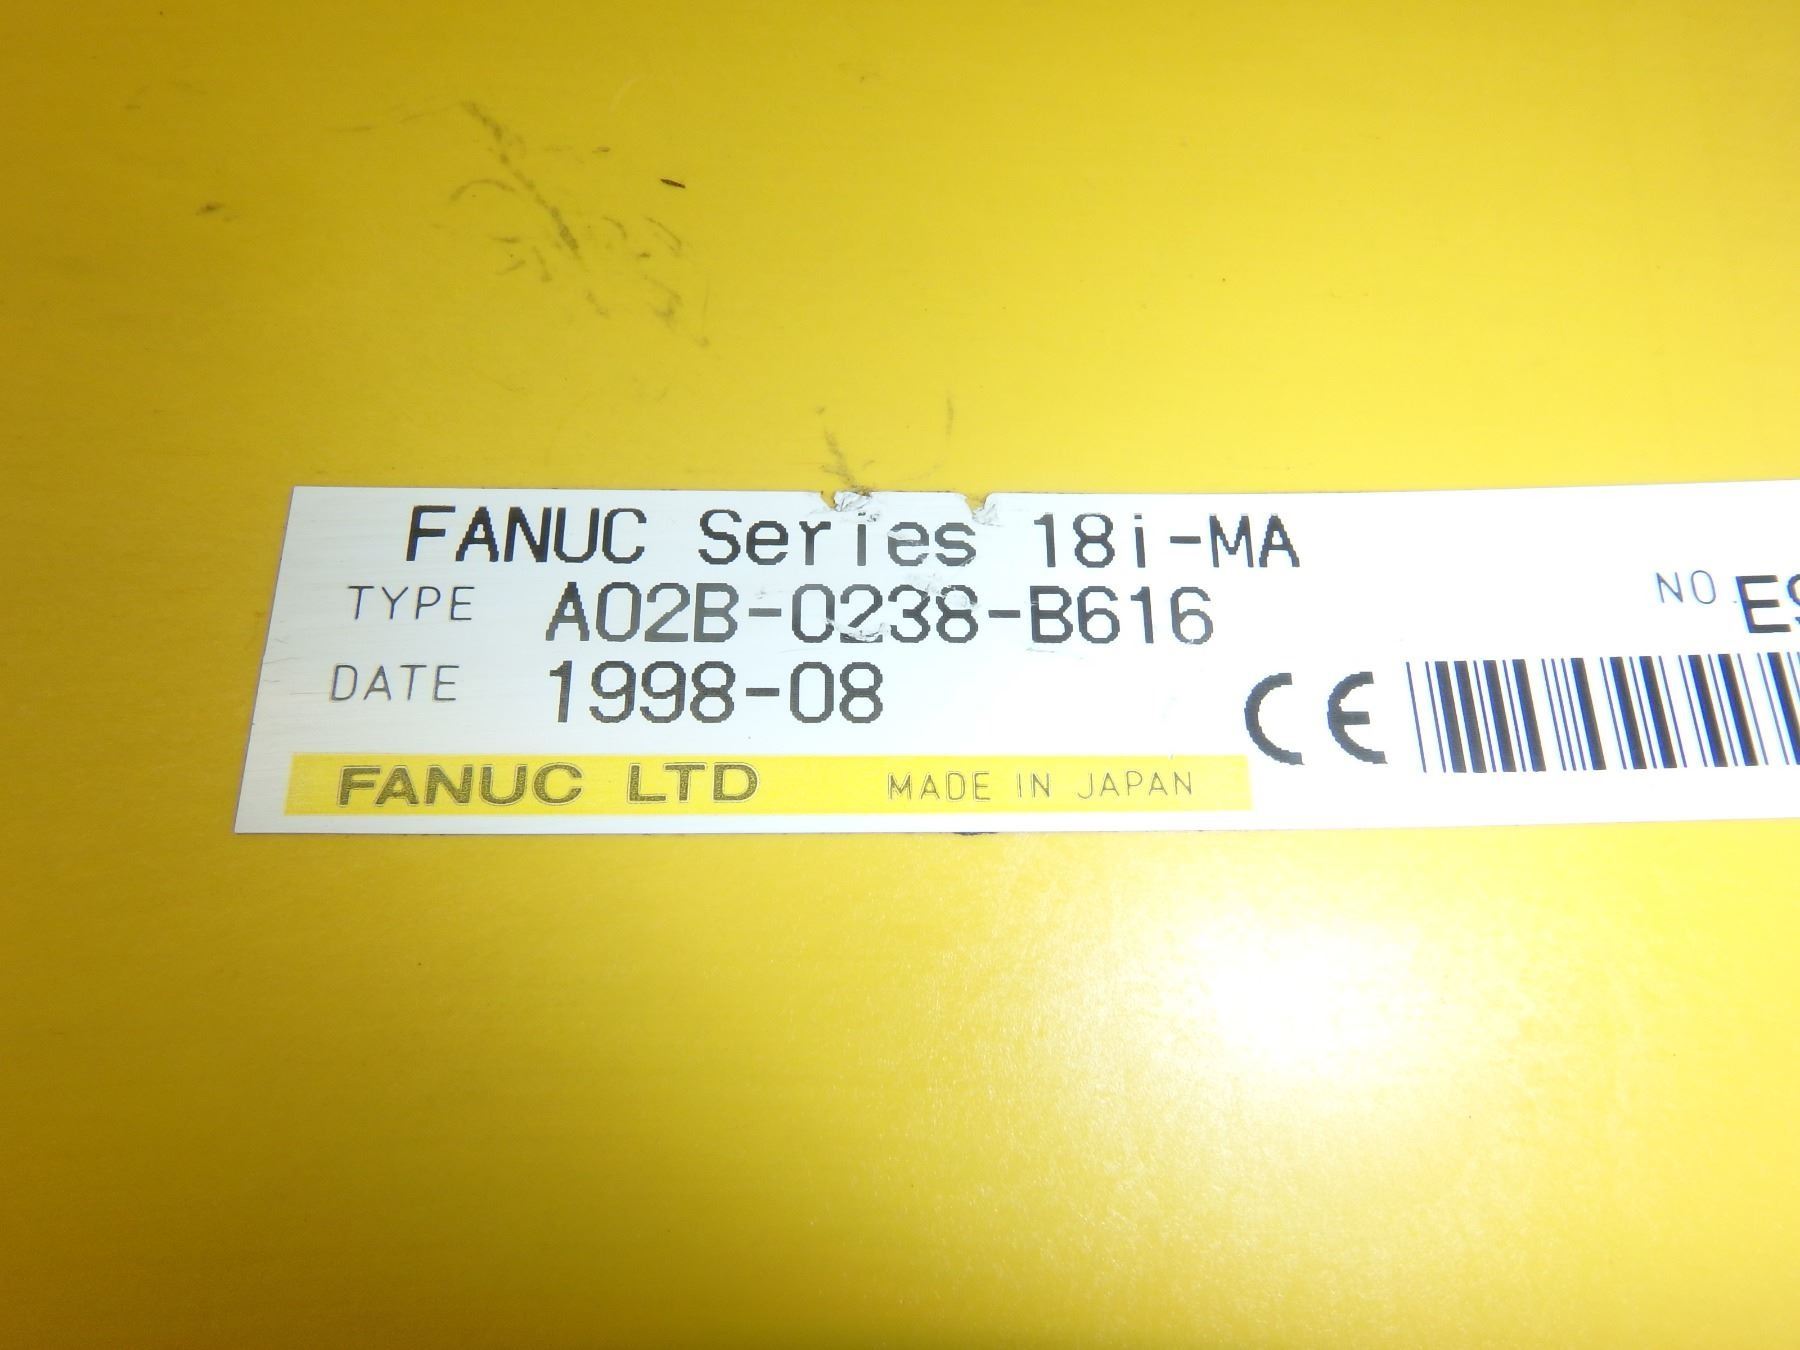 FANUC Series 18i-MA
TYPE A02B-0238-B616
NO.
DATE 1998-08
CE
FANUC LTD MADE IN JAPAN